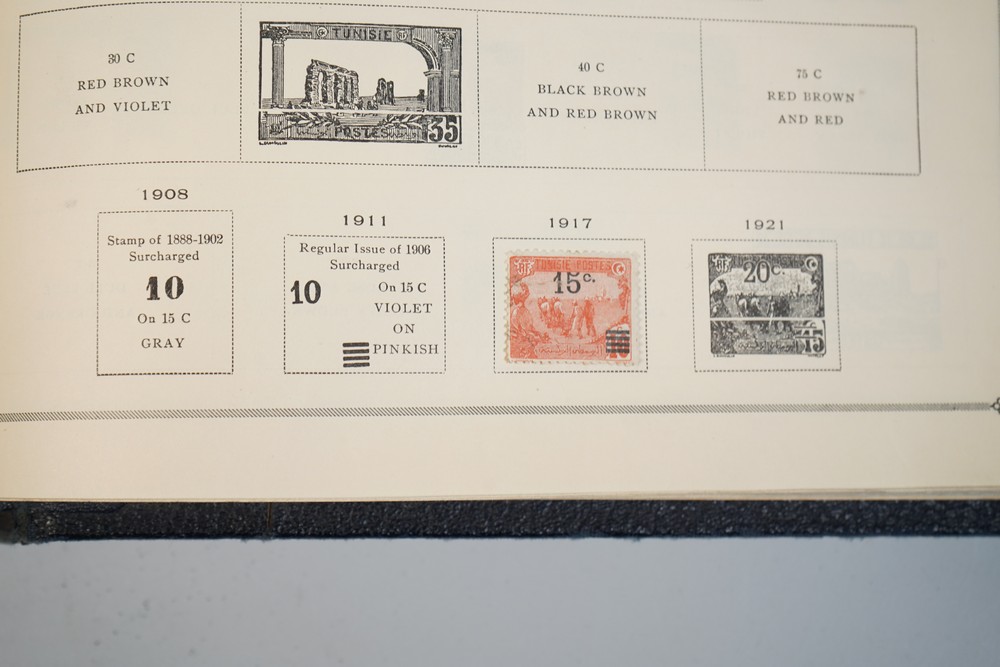 30 C
RED BROWN
AND VIOLET
TUNISIE
POSTES
35
40 C
BLACK BROWN
AND RED BROWN
75 C
RED BROWN
AND RED
1908
Stamp of 1888-1902
Surcharged
10
On 15 C
GRAY
1911
Regular Issue of 1906
Surcharged
10
On 15 C
VIOLET
ON
PINKISH
1917
TUNISIE POSTES
15c.
1921
20c.
15